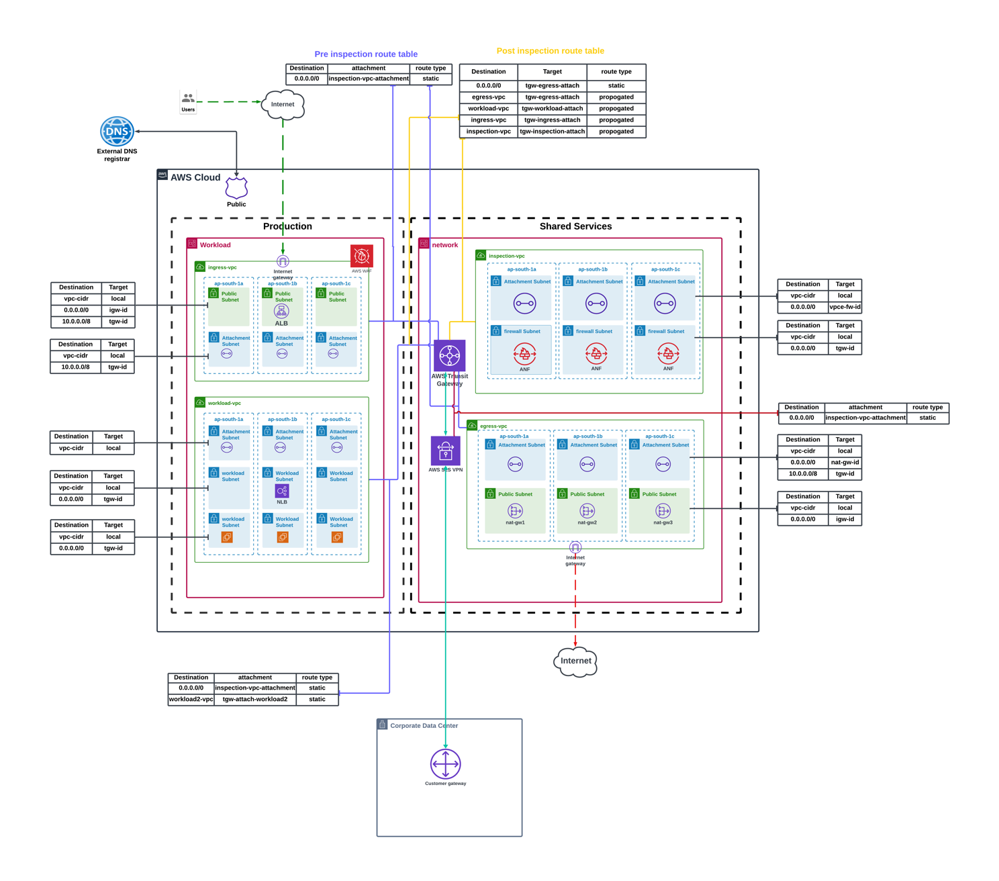 Pre inspection route table
Post inspection route table
Destination attachment route type
0.0.0.0/0 inspection-vpc-attachment static
Destination Target route type
0.0.0.0/0 tgw-egress-attach static
egress-vpc tgw-egress-attach propogated
workload-vpc tgw-workload-attach propogated
ingress-vpc tgw-ingress-attach propogated
inspection-vpc tgw-inspection-attach propogated
Users
Internet
DNS
External DNS
registrar
aws
AWS Cloud
Public
Production
Shared Services
Workload
network
AWS WAF
ingress-vpc
Internet
gateway
ap-south-1a
ap-south-1b
ap-south-1c
Public
Subnet
Public
Subnet
Public
Subnet
ALB
Attachment
Subnet
Attachment
Subnet
Attachment
Subnet
Destination Target
vpc-cidr local
0.0.0.0/0 igw-id
10.0.0.0/8 tgw-id
Destination Target
vpc-cidr local
10.0.0.0/8 tgw-id
inspection-vpc
ap-south-1a
ap-south-1b
ap-south-1c
Attachment Subnet
Attachment Subnet
Attachment Subnet
firewall Subnet
firewall Subnet
firewall Subnet
ANF
ANF
ANF
Destination Target
vpc-cidr local
0.0.0.0/0 vpce-fw-id
Destination Target
vpc-cidr local
0.0.0.0/0 tgw-id
AWS Transit
Gateway
Destination attachment route type
0.0.0.0/0 inspection-vpc-attachment static
workload-vpc
ap-south-1a
ap-south-1b
ap-south-1c
Attachment
Subnet
Attachment
Subnet
Attachment
Subnet
workload
Subnet
Workload
Subnet
Workload
Subnet
NLB
workload
Subnet
Workload
Subnet
Workload
Subnet
Destination Target
vpc-cidr local
Destination Target
vpc-cidr local
0.0.0.0/0 tgw-id
Destination Target
vpc-cidr local
0.0.0.0/0 tgw-id
AWS S2S VPN
egress-vpc
ap-south-1a
ap-south-1b
ap-south-1c
Attachment Subnet
Attachment Subnet
Attachment Subnet
Public Subnet
Public Subnet
Public Subnet
nat-gw1
nat-gw2
nat-gw3
Internet
gateway
Destination Target
vpc-cidr local
0.0.0.0/0 nat-gw-id
10.0.0.0/8 tgw-id
Destination Target
vpc-cidr local
0.0.0.0/0 igw-id
Internet
Destination attachment route type
0.0.0.0/0 inspection-vpc-attachment static
workload2-vpc tgw-attach-workload2 static
Corporate Data Center
Customer gateway